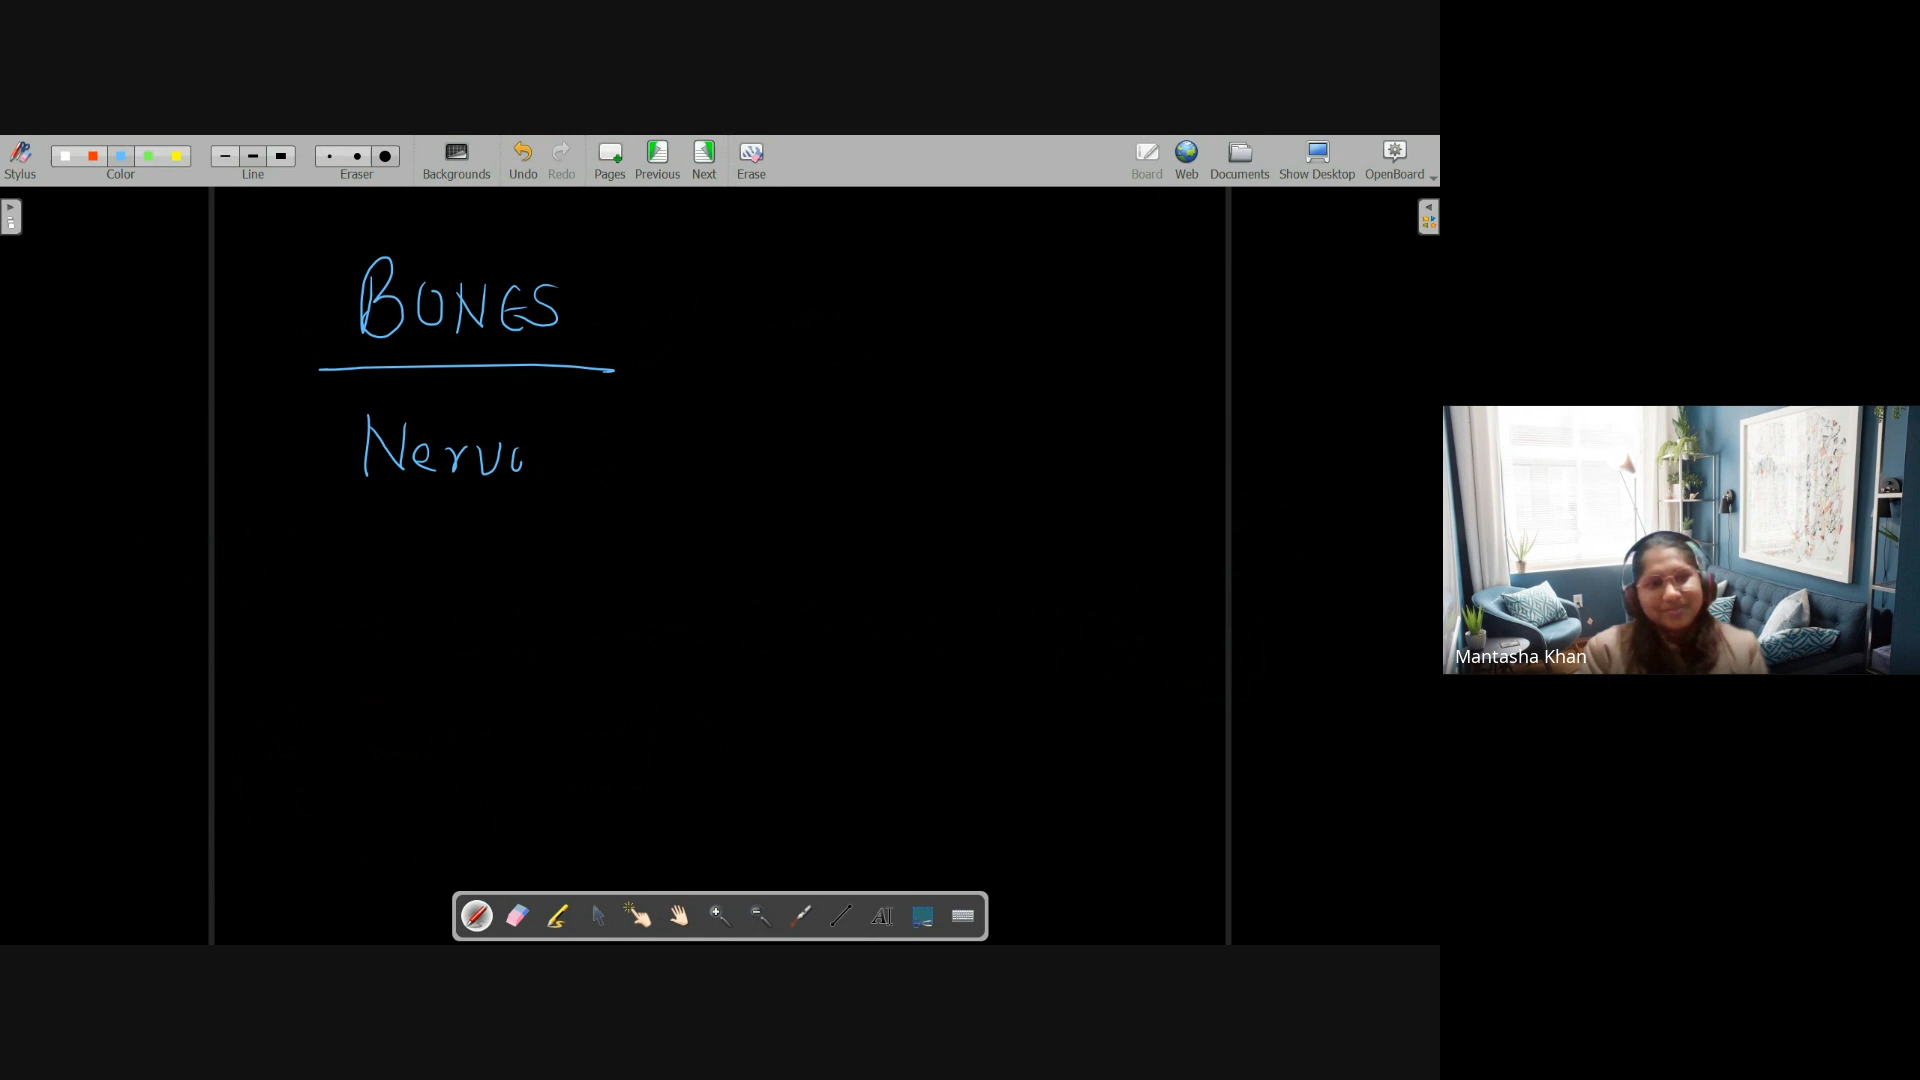 Stylus
Color
Line
Eraser
Backgrounds
Undo
Redo
Pages
Previous
Next
Erase
Board
Web
Documents
Show Desktop
OpenBoard
BONES
Nervo
Mantasha Khan